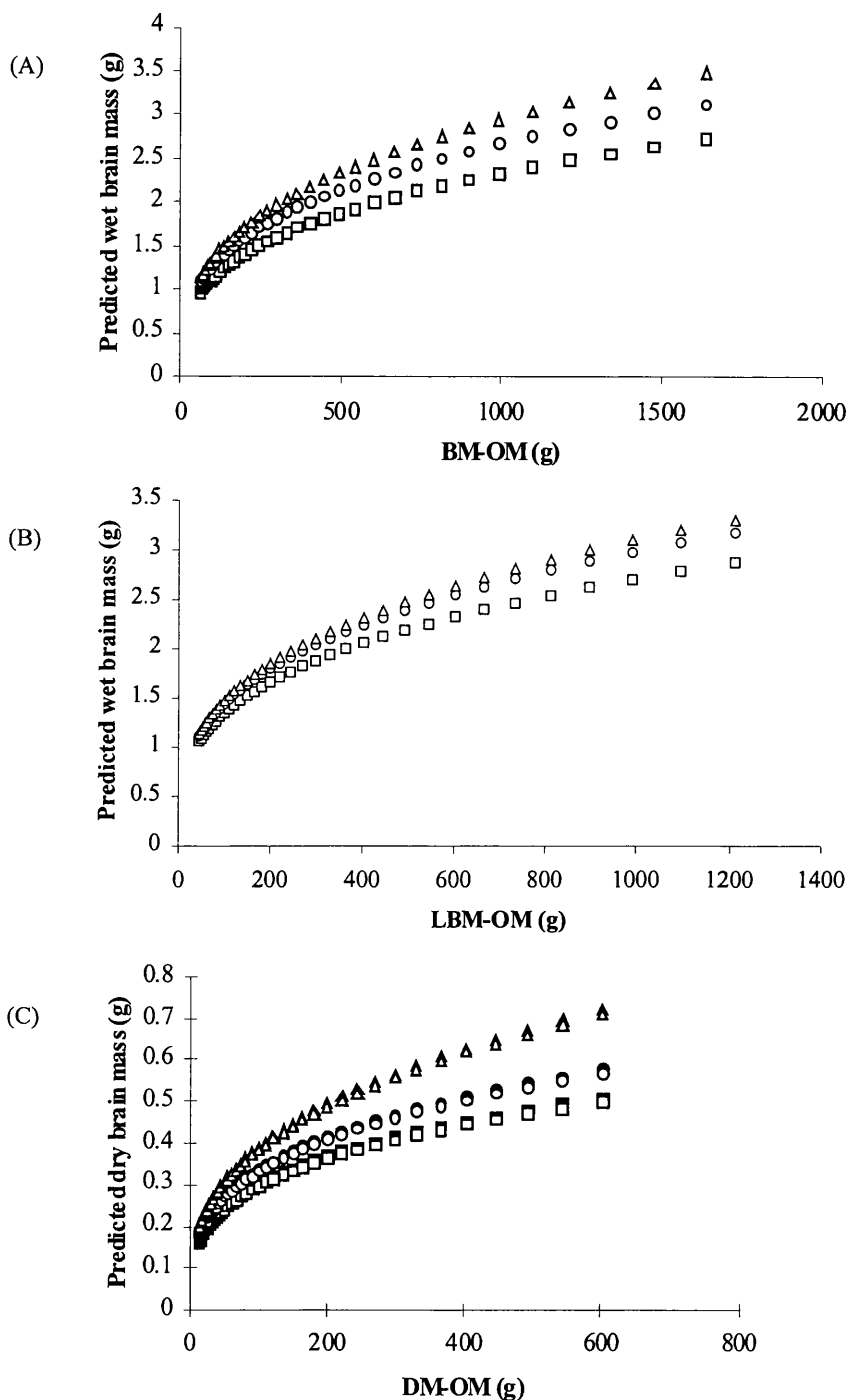 (A)
Predicted wet brain mass (g)
4
3.5
3
2.5
2
1.5
1
0.5
0
0 500 1000 1500 2000
BM-OM (g)
(B)
Predicted wet brain mass (g)
3.5
3
2.5
2
1.5
1
0.5
0
0 200 400 600 800 1000 1200 1400
LBM-OM (g)
(C)
Predicted dry brain mass (g)
0.8
0.7
0.6
0.5
0.4
0.3
0.2
0.1
0
0 200 400 600 800
DM-OM (g)